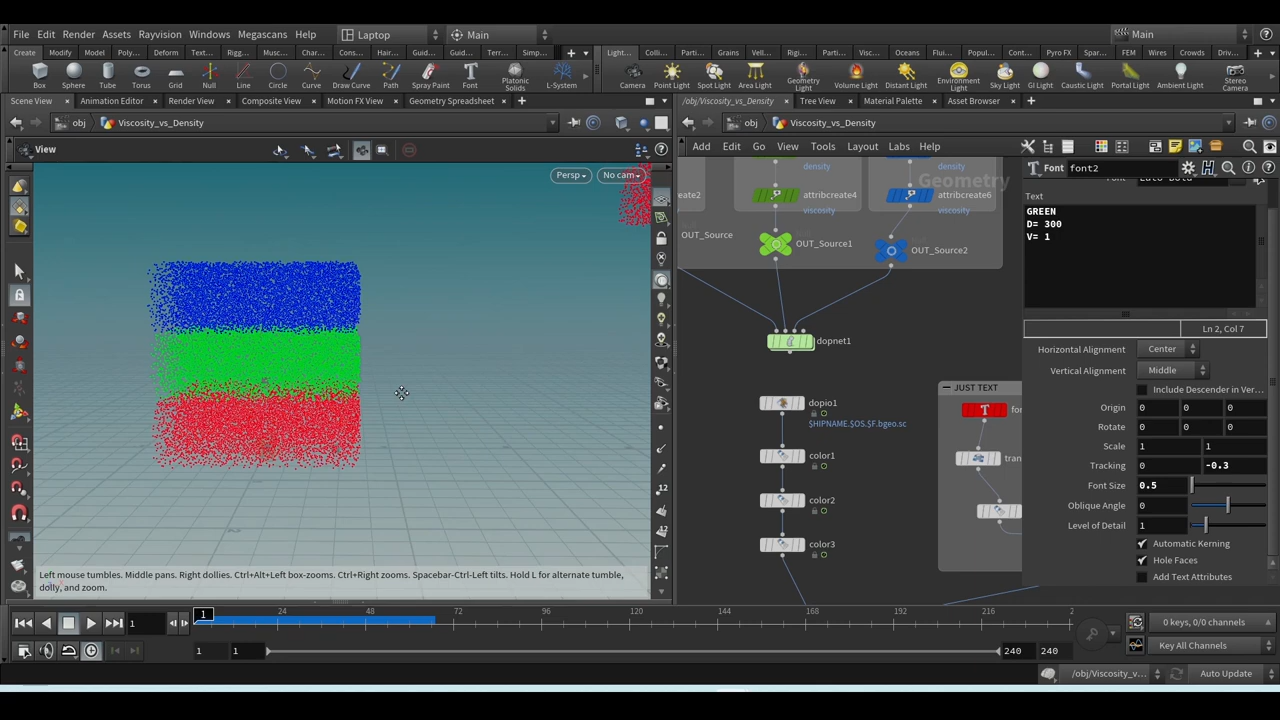 File Edit Render Assets Rayvision Windows Megascans Help Laptop Main Main
Create Modify Model Poly... Deform Text... Rigg... Musc... Char... Cons... Hair... Guid... Guid... Terr... Simp... Light... Colli... Parti... Grains Vell... Rigi... Parti... Visc... Oceans Flui... Popul... Cont... Pyro FX Spar... FEM Wires Crowds Driv...
Box Sphere Tube Torus Grid Null Line Circle Curve Draw Curve Path Spray Paint Font Platonic Solids L-System Camera Point Light Spot Light Area Light Geometry Light Volume Light Distant Light Environment Light Sky Light GI Light Caustic Light Portal Light Ambient Light Stereo Camera
Scene View Animation Editor Render View Composite View Motion FX View Geometry Spreadsheet /obj/Viscosity_vs_Density Tree View Material Palette Asset Browser
obj Viscosity_vs_Density obj Viscosity_vs_Density
View Add Edit Go View Tools Layout Labs Help
Persp No cam
Geometry
density density
create2 attribcreate4 attribcreate6
viscosity viscosity
OUT_Source OUT_Source1 OUT_Source2
dopnet1
JUST TEXT
dopio1
$HIPNAME.$OS.$F.bgeo.sc
color1
color2
color3
Font font2
Text
GREEN
D= 300
V= 1
Ln 2, Col 7
Horizontal Alignment Center
Vertical Alignment Middle
Include Descender in Ver...
Origin 0 0 0
Rotate 0 0 0
Scale 1 1
Tracking 0 -0.3
Font Size 0.5
Oblique Angle 0
Level of Detail 1
Automatic Kerning
Hole Faces
Add Text Attributes
Left mouse tumbles. Middle pans. Right dollies. Ctrl+Alt+Left box-zooms. Ctrl+Right zooms. Spacebar-Ctrl-Left tilts. Hold L for alternate tumble,
dolly, and zoom.
1 1 24 48 72 96 120 144 168 192 216 2 0 keys, 0/0 channels
1 1 240 240 Key All Channels
/obj/Viscosity_v... Auto Update